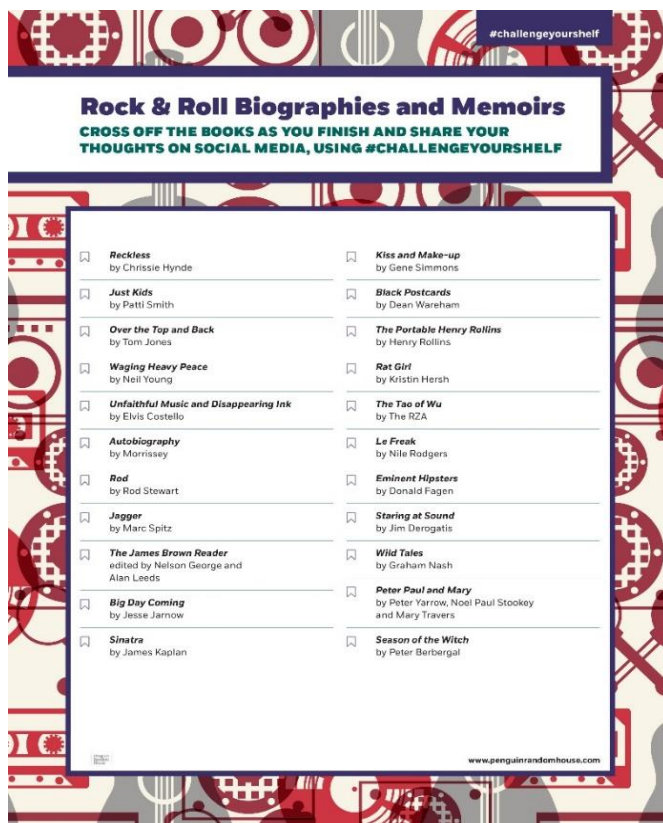 #challengeyourshelf
Rock & Roll Biographies and Memoirs
CROSS OFF THE BOOKS AS YOU FINISH AND SHARE YOUR
THOUGHTS ON SOCIAL MEDIA, USING #CHALLENGEYOURSHELF
Reckless
by Chrissie Hynde
Just Kids
by Patti Smith
Over the Top and Back
by Tom Jones
Waging Heavy Peace
by Neil Young
Unfaithful Music and Disappearing Ink
by Elvis Costello
Autobiography
by Morrissey
Rod
by Rod Stewart
Jagger
by Marc Spitz
The James Brown Reader
edited by Nelson George and
Alan Leeds
Big Day Coming
by Jesse Jarnow
Sinatra
by James Kaplan
Kiss and Make-up
by Gene Simmons
Black Postcards
by Dean Wareham
The Portable Henry Rollins
by Henry Rollins
Rat Girl
by Kristin Hersh
The Tao of Wu
by The RZA
Le Freak
by Nile Rodgers
Eminent Hipsters
by Donald Fagen
Staring at Sound
by Jim Derogatis
Wild Tales
by Graham Nash
Peter Paul and Mary
by Peter Yarrow, Noel Paul Stookey
and Mary Travers
Season of the Witch
by Peter Berbergal
www.penguinrandomhouse.com